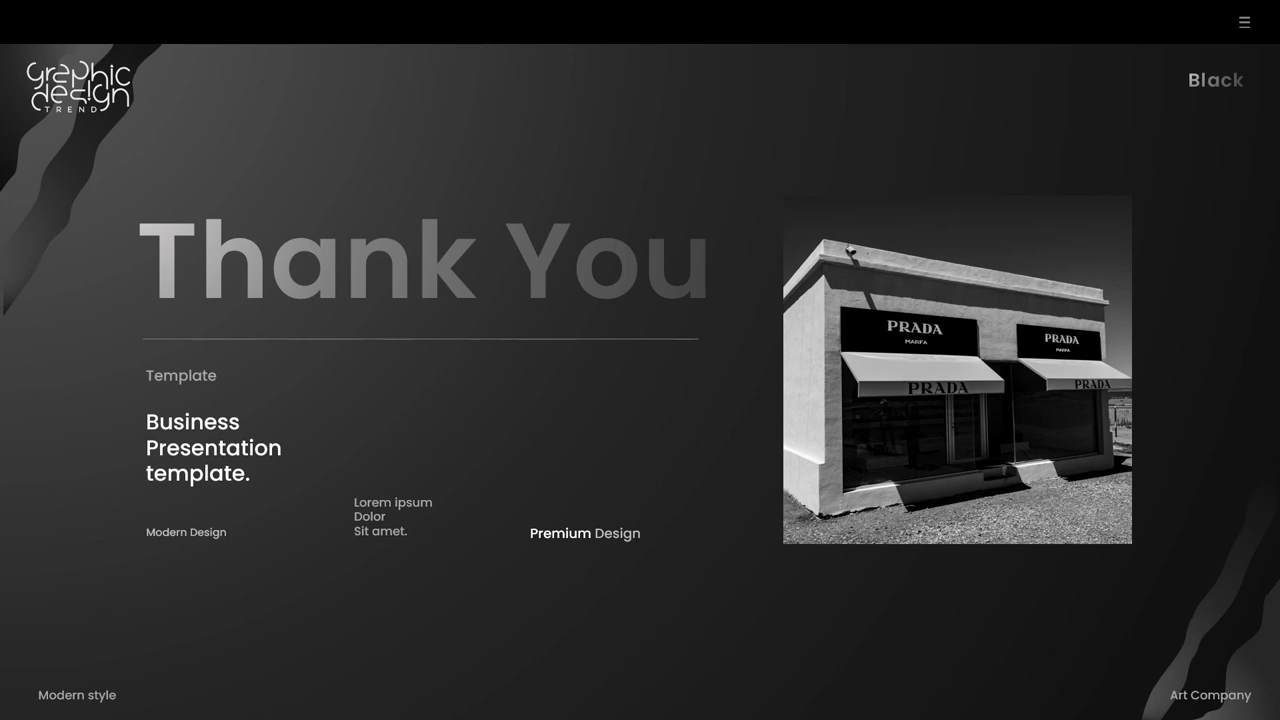 graphic
design
TREND
Black
Thank You
Template
Business
Presentation
template.
Modern Design
Lorem ipsum
Dolor
Sit amet.
Premium Design
PRADA
MARFA
PRADA
PRADA
MARFA
PRADA
Modern style
Art Company